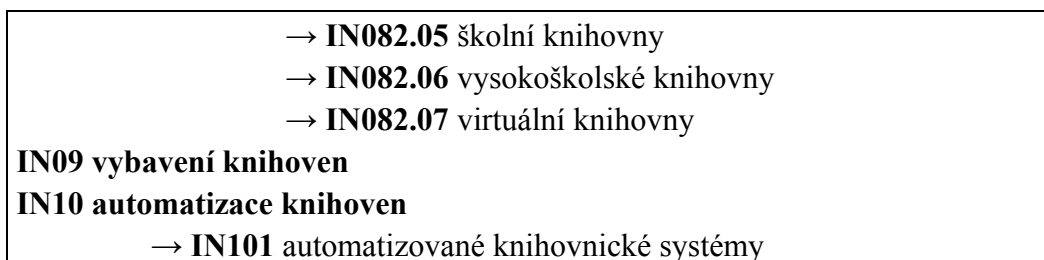 → IN082.05 školní knihovny
→ IN082.06 vysokoškolské knihovny
→ IN082.07 virtuální knihovny
IN09 vybavení knihoven
IN10 automatizace knihoven
→ IN101 automatizované knihovnické systémy